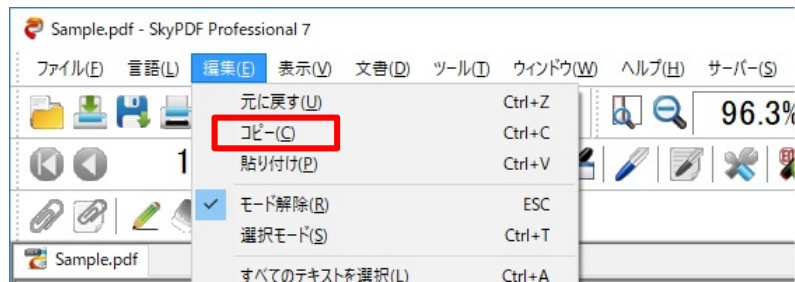 Sample.pdf - SkyPDF Professional 7
ファイル(F) 言語(L) 編集(E) 表示(V) 文書(D) ツール(T) ウィンドウ(W) ヘルプ(H) サーバー(S)
元に戻す(U) Ctrl+Z
96.3%
コピー(C) Ctrl+C
1
貼り付け(P) Ctrl+V
モード解除(R) ESC
選択モード(S) Ctrl+T
Sample.pdf
すべてのテキストを選択(L) Ctrl+A